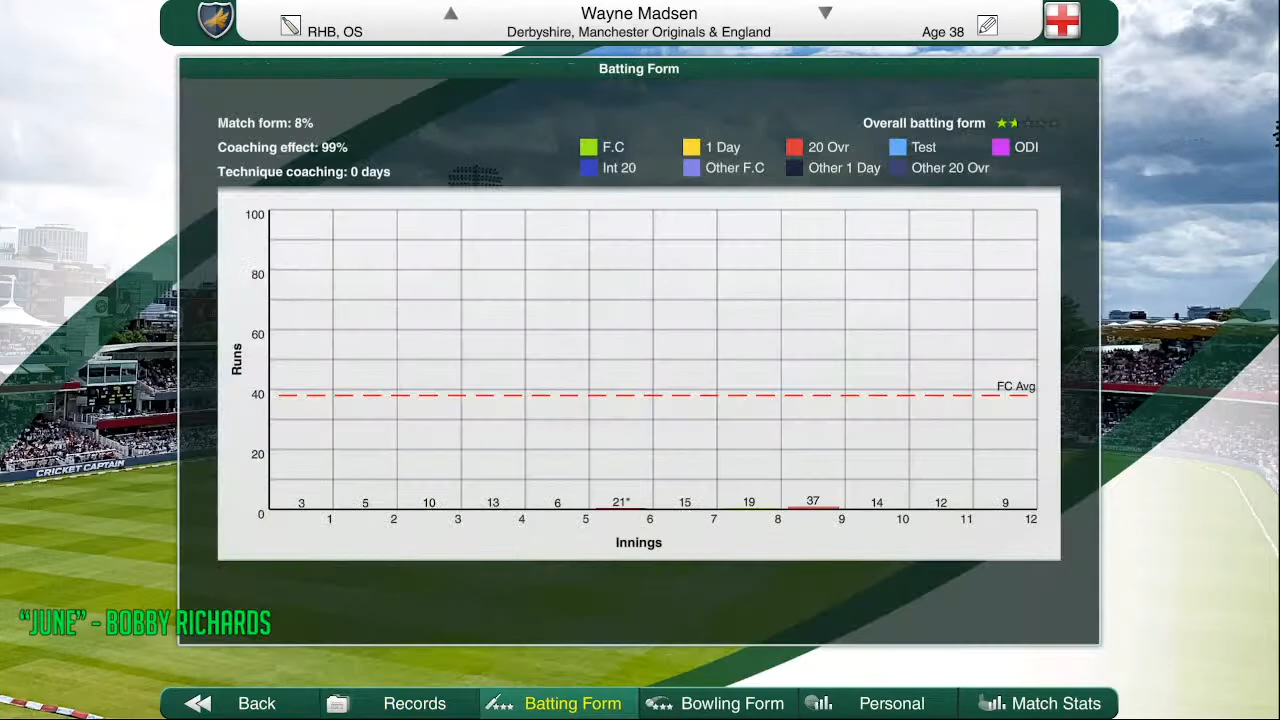 Wayne Madsen
RHB, OS
Derbyshire, Manchester Originals & England
Age 38
Batting Form
Match form: 8%
Overall batting form
Coaching effect: 99%
F.C
1 Day
20 Ovr
Test
ODI
Technique coaching: 0 days
Int 20
Other F.C
Other 1 Day
Other 20 Ovr
100
80
60
FC Avg
40
20
0
Runs
3 5 10 13 6 21* 15 19 37 14 12 9
1 2 3 4 5 6 7 8 9 10 11 12
Innings
CRICKET CAPTAIN
“JUNE” - BOBBY RICHARDS
Back
Records
Batting Form
Bowling Form
Personal
Match Stats